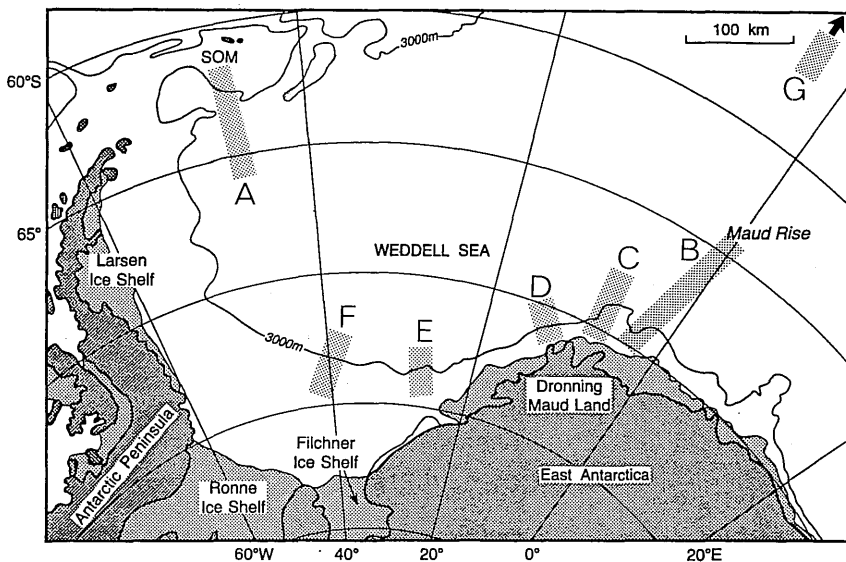 3000m
100 km
60°S
SOM
G
A
65°
Maud Rise
B
C
WEDDELL SEA
Larsen
Ice Shelf
D
F
E
3000m
Dronning
Maud Land
Antarctic Peninsula
Filchner
Ice Shelf
East Antarctica
Ronne
Ice Shelf
60°W
40°
20°
0°
20°E